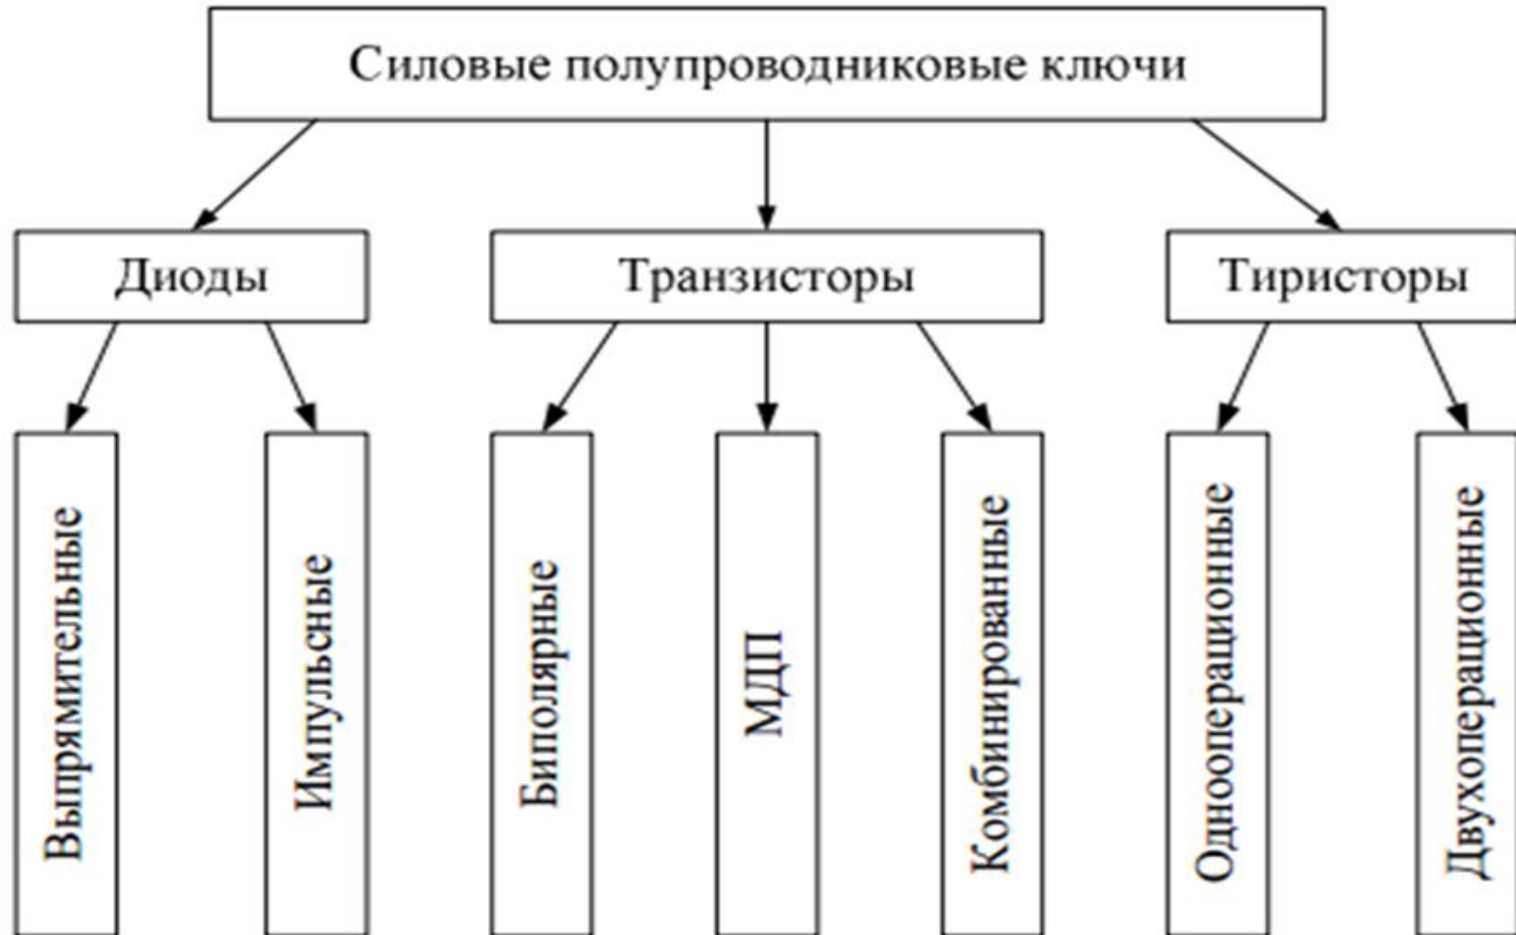 Силовые полупроводниковые ключи
Диоды
Транзисторы
Тиристоры
Выпрямительные
Импульсные
Биполярные
МДП
Комбинированные
Однооперационные
Двухоперационные